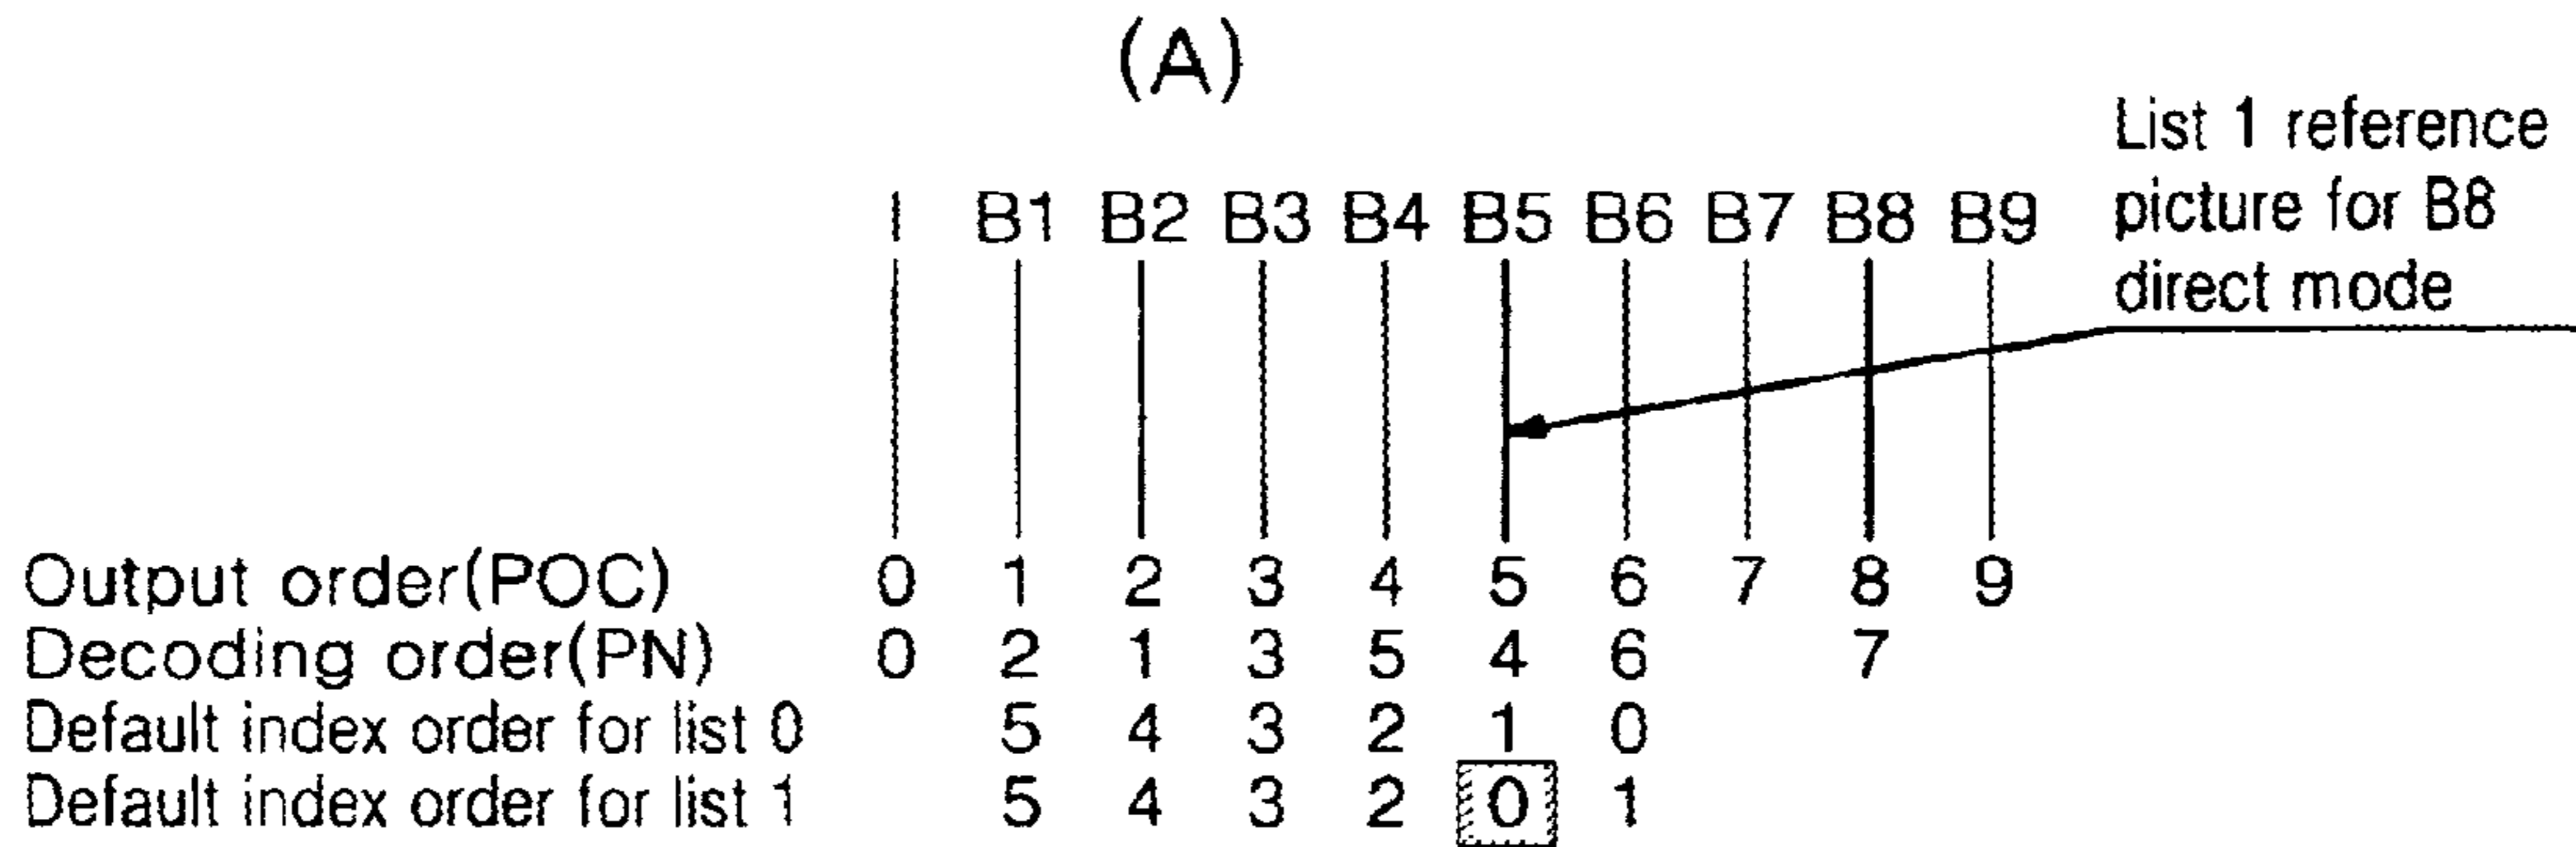 (A)
List 1 reference
picture for B8
direct mode
I B1 B2 B3 B4 B5 B6 B7 B8 B9
Output order(POC) 0 1 2 3 4 5 6 7 8 9
Decoding order(PN) 0 2 1 3 5 4 6 7
Default index order for list 0 5 4 3 2 1 0
Default index order for list 1 5 4 3 2 0 1